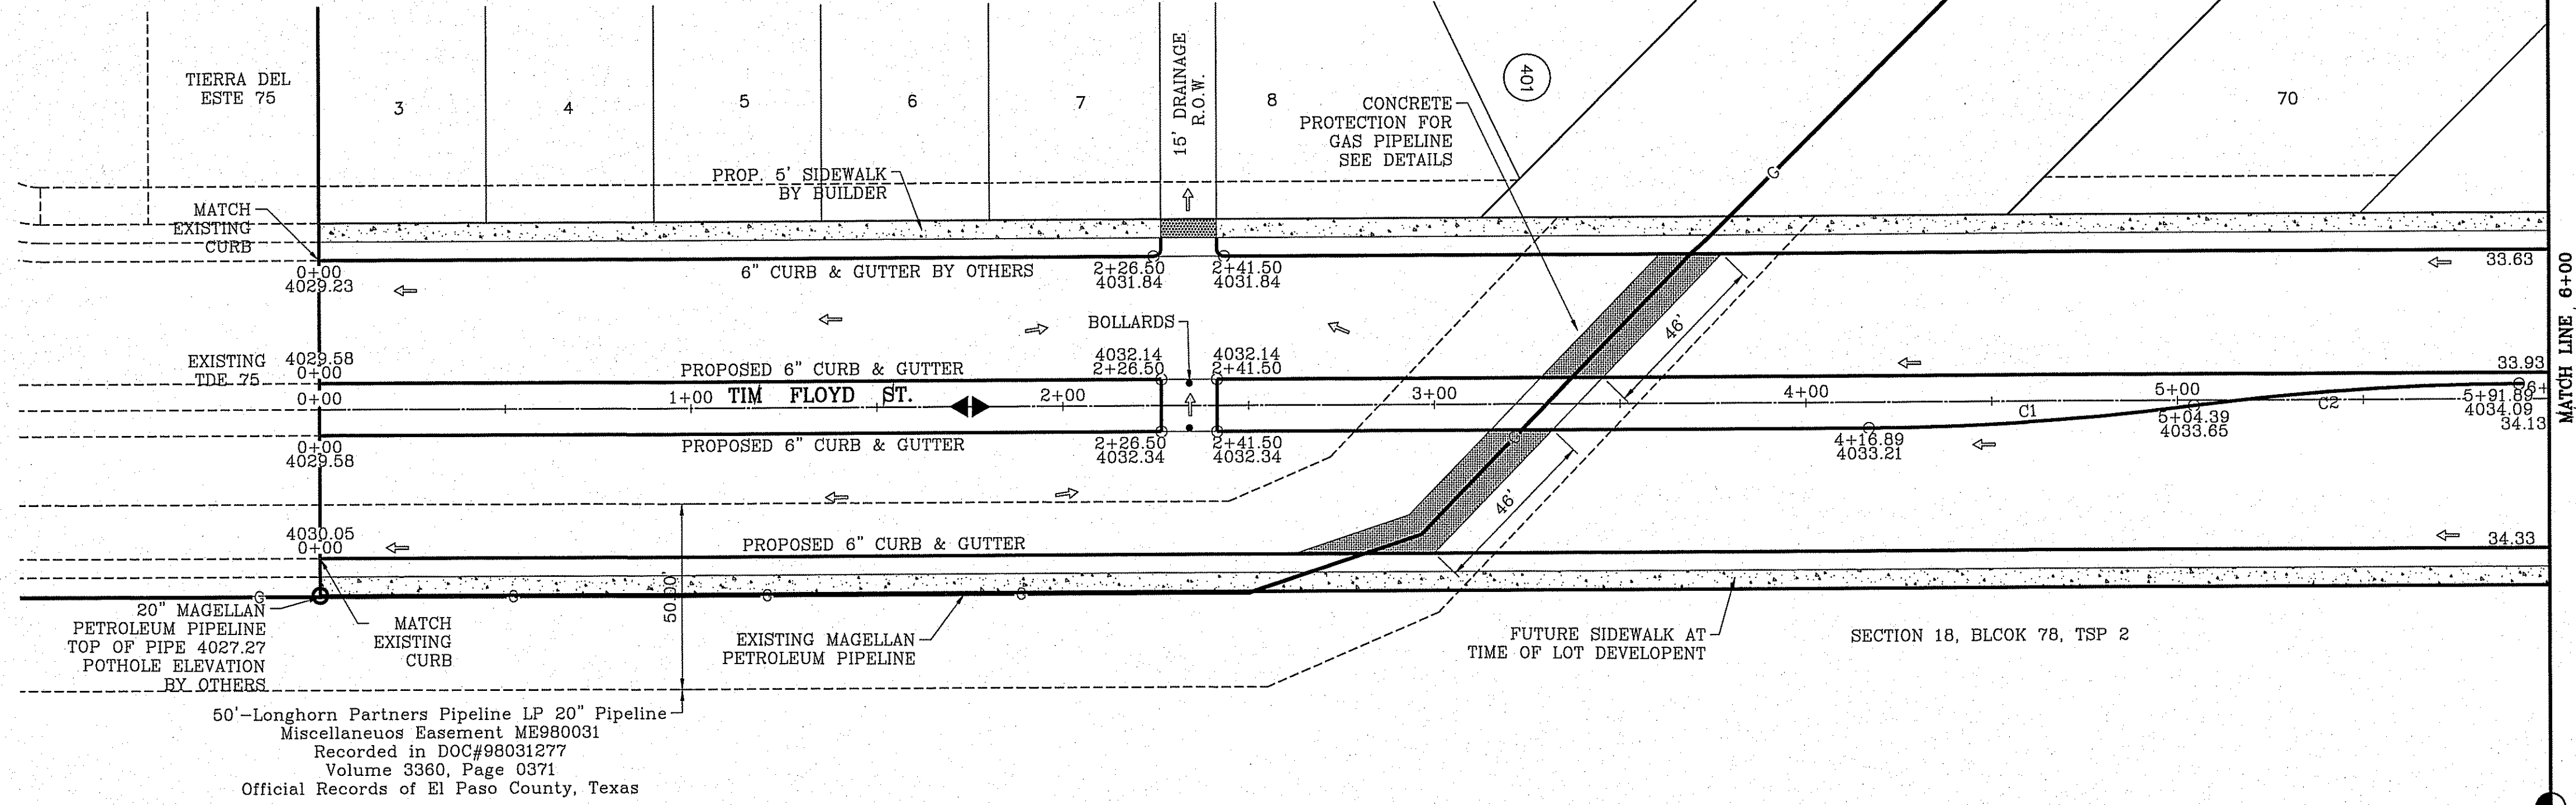 TIERRA DEL
ESTE 75
3
4
5
6
7
15' DRAINAGE
R.O.W.
8
401
70
CONCRETE
PROTECTION FOR
GAS PIPELINE
SEE DETAILS
PROP. 5' SIDEWALK
BY BUILDER
MATCH
EXISTING
CURB
G
0+00
4029.23
6" CURB & GUTTER BY OTHERS
2+26.50
4031.84
2+41.50
4031.84
33.63
46'
BOLLARDS
EXISTING
TDE 75
4029.58
0+00
PROPOSED 6" CURB & GUTTER
4032.14
2+26.50
4032.14
2+41.50
33.93
0+00
1+00
TIM FLOYD ST.
2+00
3+00
4+00
5+00
6+
C1
C2
5+91.89
4034.09
34.13
5+04.39
4033.65
4+16.89
4033.21
G
0+00
4029.58
PROPOSED 6" CURB & GUTTER
2+26.50
4032.34
2+41.50
4032.34
46'
MATCH LINE 6+00
4030.05
0+00
PROPOSED 6" CURB & GUTTER
34.33
50.00'
G
G
G
G
20" MAGELLAN
PETROLEUM PIPELINE
TOP OF PIPE 4027.27
POTHOLE ELEVATION
BY OTHERS
MATCH
EXISTING
CURB
EXISTING MAGELLAN
PETROLEUM PIPELINE
FUTURE SIDEWALK AT
TIME OF LOT DEVELOPENT
SECTION 18, BLCOK 78, TSP 2
50'-Longhorn Partners Pipeline LP 20" Pipeline
Miscellaneuos Easement ME980031
Recorded in DOC#98031277
Volume 3360, Page 0371
Official Records of El Paso County, Texas